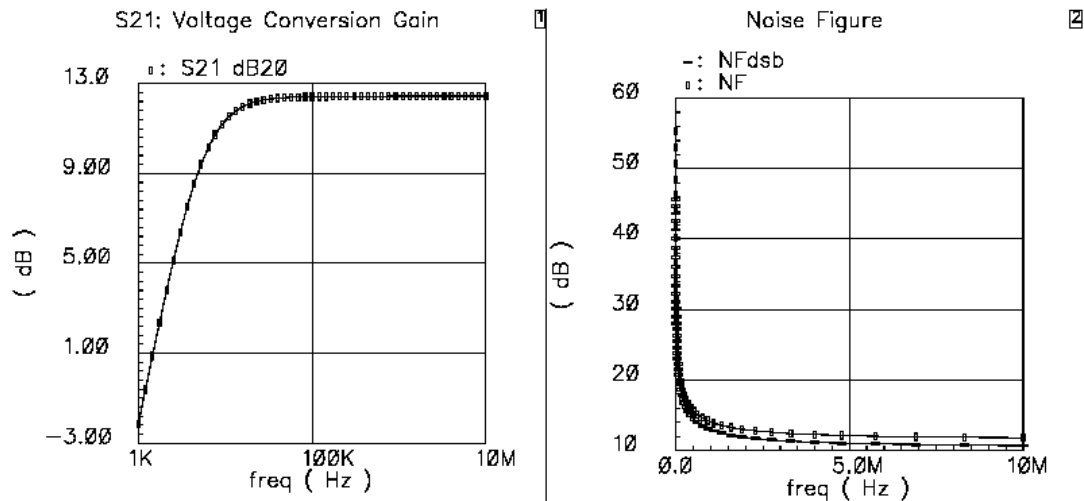 S21: Voltage Conversion Gain
1
▯: S21 dB20
13.0
9.00
5.00
1.00
-3.00
( dB )
1K
100K
10M
freq ( Hz )
Noise Figure
2
-: NFdsb
▯: NF
60
50
40
30
20
10
( dB )
0.0
5.0M
10M
freq ( Hz )